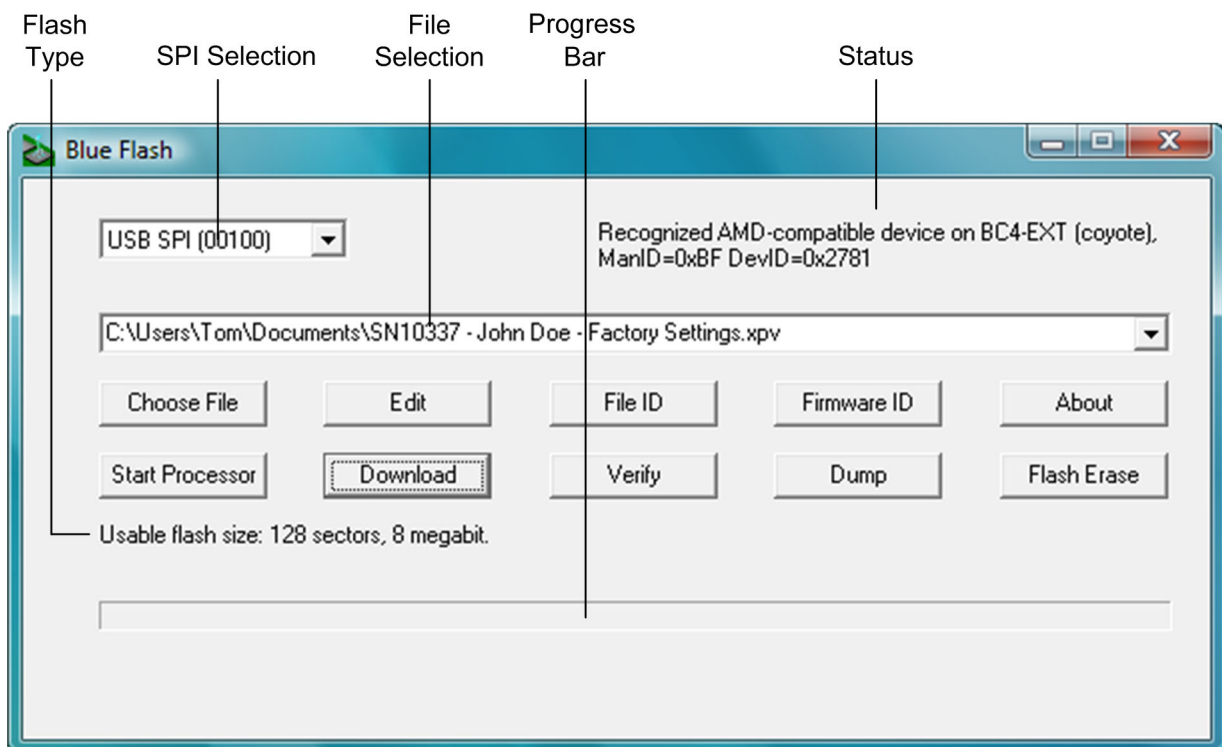 Flash
Type
SPI Selection
File
Selection
Progress
Bar
Status
Blue Flash
USB SPI (00100)
Recognized AMD-compatible device on BC4-EXT (coyote),
ManID=0xBF DevID=0x2781
C:\Users\Tom\Documents\SN10337 - John Doe - Factory Settings.xpv
Choose File
Edit
File ID
Firmware ID
About
Start Processor
Download
Verify
Dump
Flash Erase
Usable flash size: 128 sectors, 8 megabit.